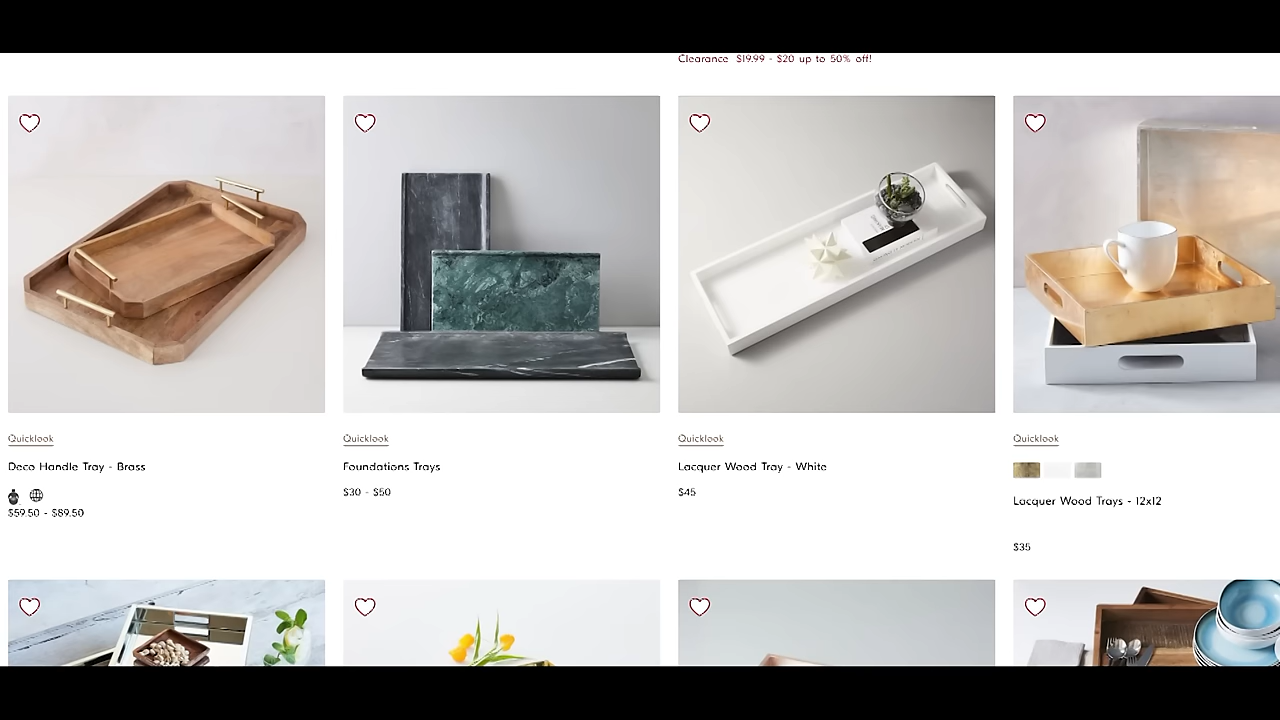 Clearance $19.99 - $20 up to 50% off!
Quicklook
Deco Handle Tray - Brass
$59.50 - $89.50
Quicklook
Foundations Trays
$30 - $50
Quicklook
Lacquer Wood Tray - White
$45
Quicklook
Lacquer Wood Trays - 12x12
$35